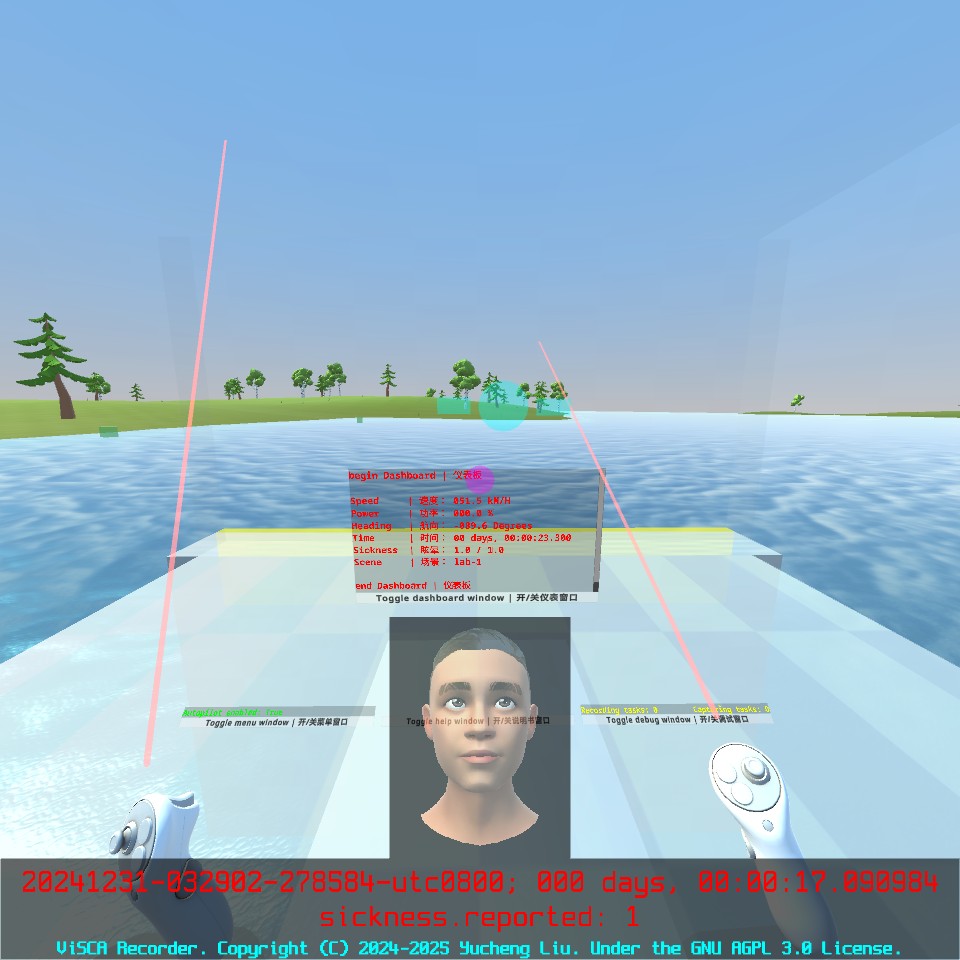 begin Dashboard | 仪表板
Speed | 速度： 051.5 kM/H
Power | 功率： 000.0 %
Heading | 航向： -089.6 Degrees
Time | 时间： 00 days, 00:00:23.300
Sickness | 眩晕： 1.0 / 1.0
Scene | 场景： lab-1
end Dashboard | 仪表板
Toggle dashboard window | 开/关仪表窗口
Autopilot enabled: True
Toggle menu window | 开/关菜单窗口
Toggle help window | 开/关说明书窗口
Recording tasks: 0 Capturing tasks: 0
Toggle debug window | 开/关调试窗口
20241231-032902-278584-utc0800; 000 days, 00:00:17.090984
sickness.reported: 1
ViSCA Recorder. Copyright (C) 2024-2025 Yucheng Liu. Under the GNU AGPL 3.0 License.